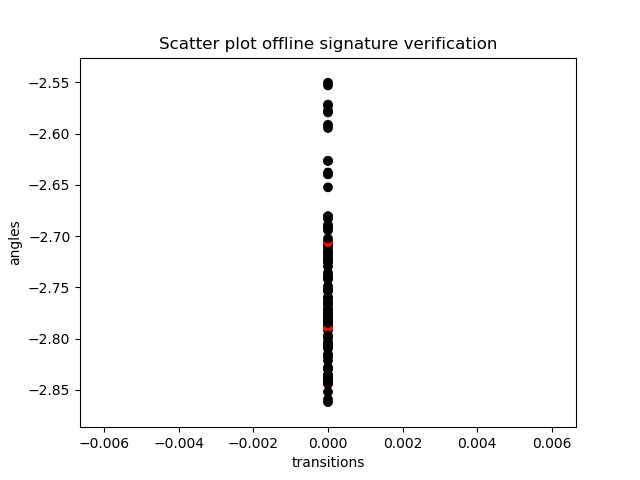 Scatter plot offline signature verification
−2.55
−2.60
−2.65
−2.70
−2.75
−2.80
−2.85
angles
−0.006 −0.004 −0.002 0.000 0.002 0.004 0.006
transitions